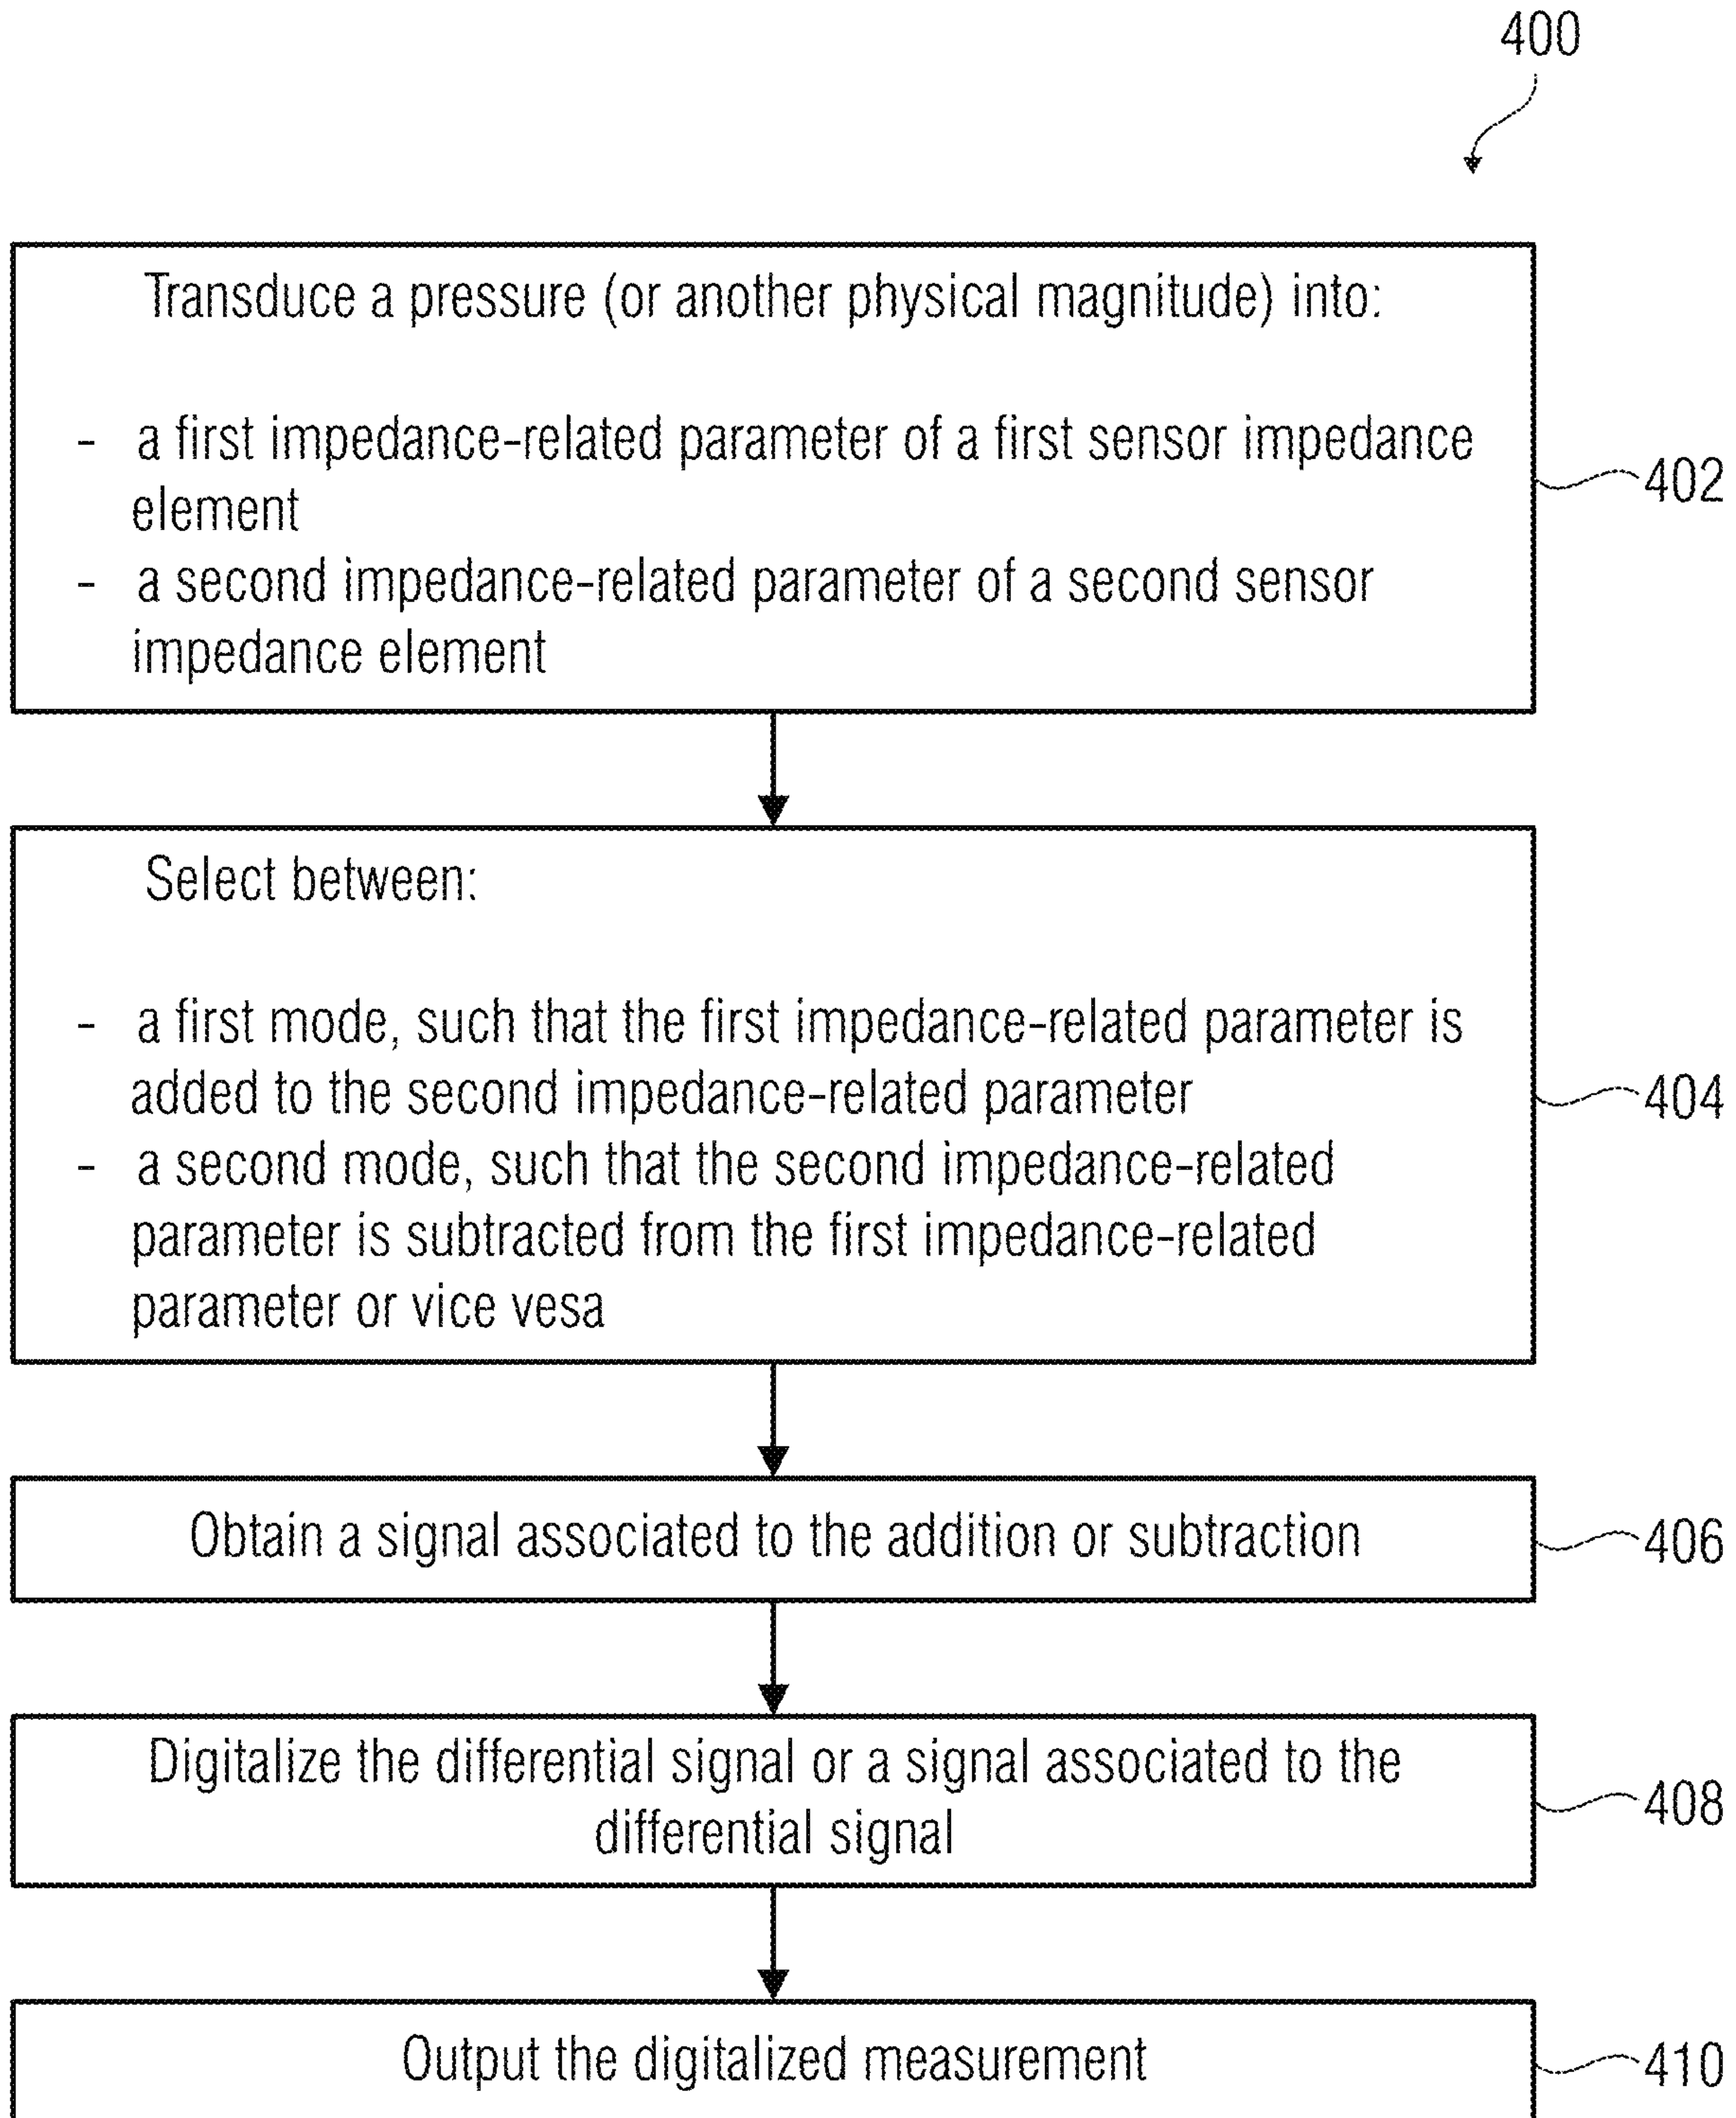 400
Transduce a pressure (or another physical magnitude) into:
- a first impedance-related parameter of a first sensor impedance
element
- a second impedance-related parameter of a second sensor
impedance element
402
Select between:
- a first mode, such that the first impedance-related parameter is
added to the second impedance-related parameter
- a second mode, such that the second impedance-related
parameter is subtracted from the first impedance-related
parameter or vice vesa
404
Obtain a signal associated to the addition or subtraction
406
Digitalize the differential signal or a signal associated to the
differential signal
408
Output the digitalized measurement
410